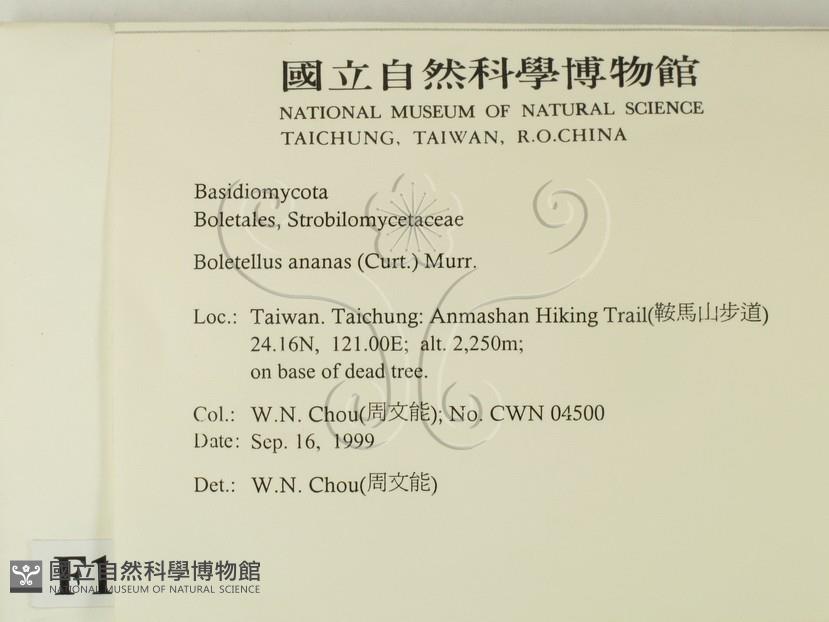 國立自然科學博物館
NATIONAL MUSEUM OF NATURAL SCIENCE
TAICHUNG, TAIWAN, R.O.CHINA
Basidiomycota
Boletales, Strobilomycetaceae
Boletellus ananas (Curt.) Murr.
Loc.: Taiwan. Taichung: Anmashan Hiking Trail(鞍馬山步道)
24.16N, 121.00E; alt. 2,250m;
on base of dead tree.
Col.: W.N. Chou(周文能); No. CWN 04500
Date: Sep. 16, 1999
Det.: W.N. Chou(周文能)
F1
國立自然科學博物館
NATIONAL MUSEUM OF NATURAL SCIENCE